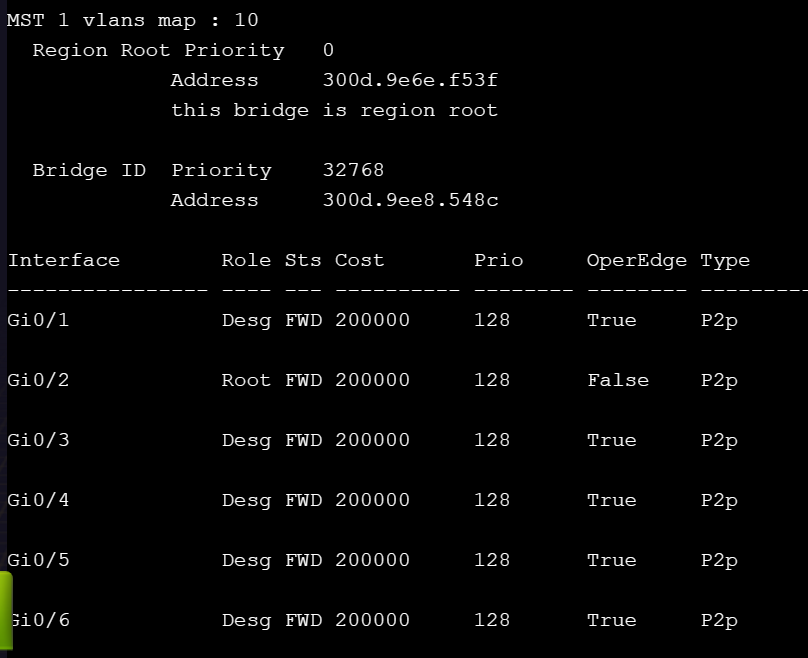 MST 1 vlans map : 10
Region Root Priority 0
Address 300d.9e6e.f53f
this bridge is region root
Bridge ID Priority 32768
Address 300d.9ee8.548c
Interface Role Sts Cost Prio OperEdge Type
---------------- ---- --- ---------- -------- -------- ---------
Gi0/1 Desg FWD 200000 128 True P2p
Gi0/2 Root FWD 200000 128 False P2p
Gi0/3 Desg FWD 200000 128 True P2p
Gi0/4 Desg FWD 200000 128 True P2p
Gi0/5 Desg FWD 200000 128 True P2p
Gi0/6 Desg FWD 200000 128 True P2p